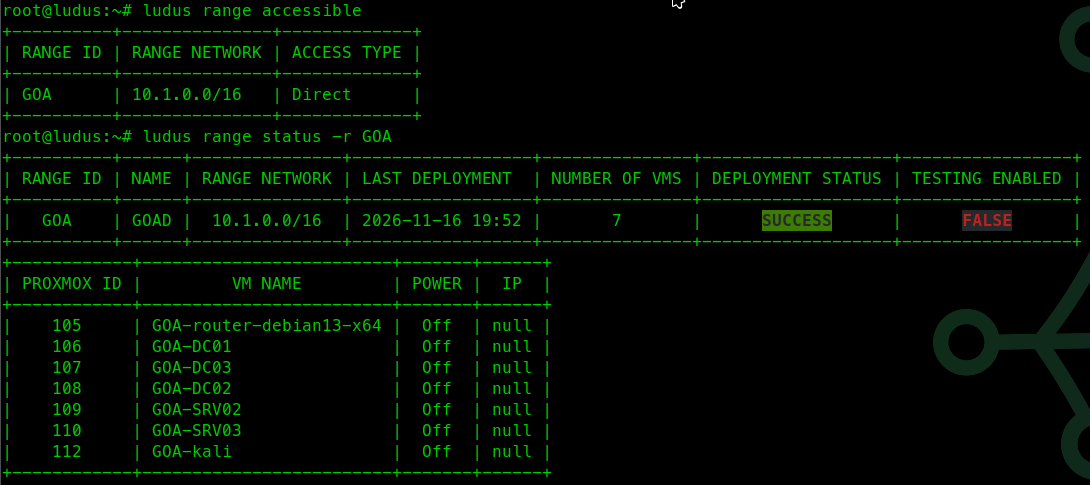 root@ludus:~# ludus range accessible
+----------+---------------+-------------+
| RANGE ID | RANGE NETWORK | ACCESS TYPE |
+----------+---------------+-------------+
| GOA      | 10.1.0.0/16   | Direct      |
+----------+---------------+-------------+
root@ludus:~# ludus range status -r GOA
+----------+------+---------------+------------------+---------------+-------------------+-----------------+
| RANGE ID | NAME | RANGE NETWORK | LAST DEPLOYMENT  | NUMBER OF VMS | DEPLOYMENT STATUS | TESTING ENABLED |
+----------+------+---------------+------------------+---------------+-------------------+-----------------+
|   GOA    | GOAD |  10.1.0.0/16  | 2026-11-16 19:52 |       7       |      SUCCESS      |      FALSE      |
+----------+------+---------------+------------------+---------------+-------------------+-----------------+
+------------+-------------------------+-------+------+
| PROXMOX ID |         VM NAME         | POWER |  IP  |
+------------+-------------------------+-------+------+
|    105     | GOA-router-debian13-x64 |  Off  | null |
|    106     | GOA-DC01                |  Off  | null |
|    107     | GOA-DC03                |  Off  | null |
|    108     | GOA-DC02                |  Off  | null |
|    109     | GOA-SRV02               |  Off  | null |
|    110     | GOA-SRV03               |  Off  | null |
|    112     | GOA-kali                |  Off  | null |
+------------+-------------------------+-------+------+